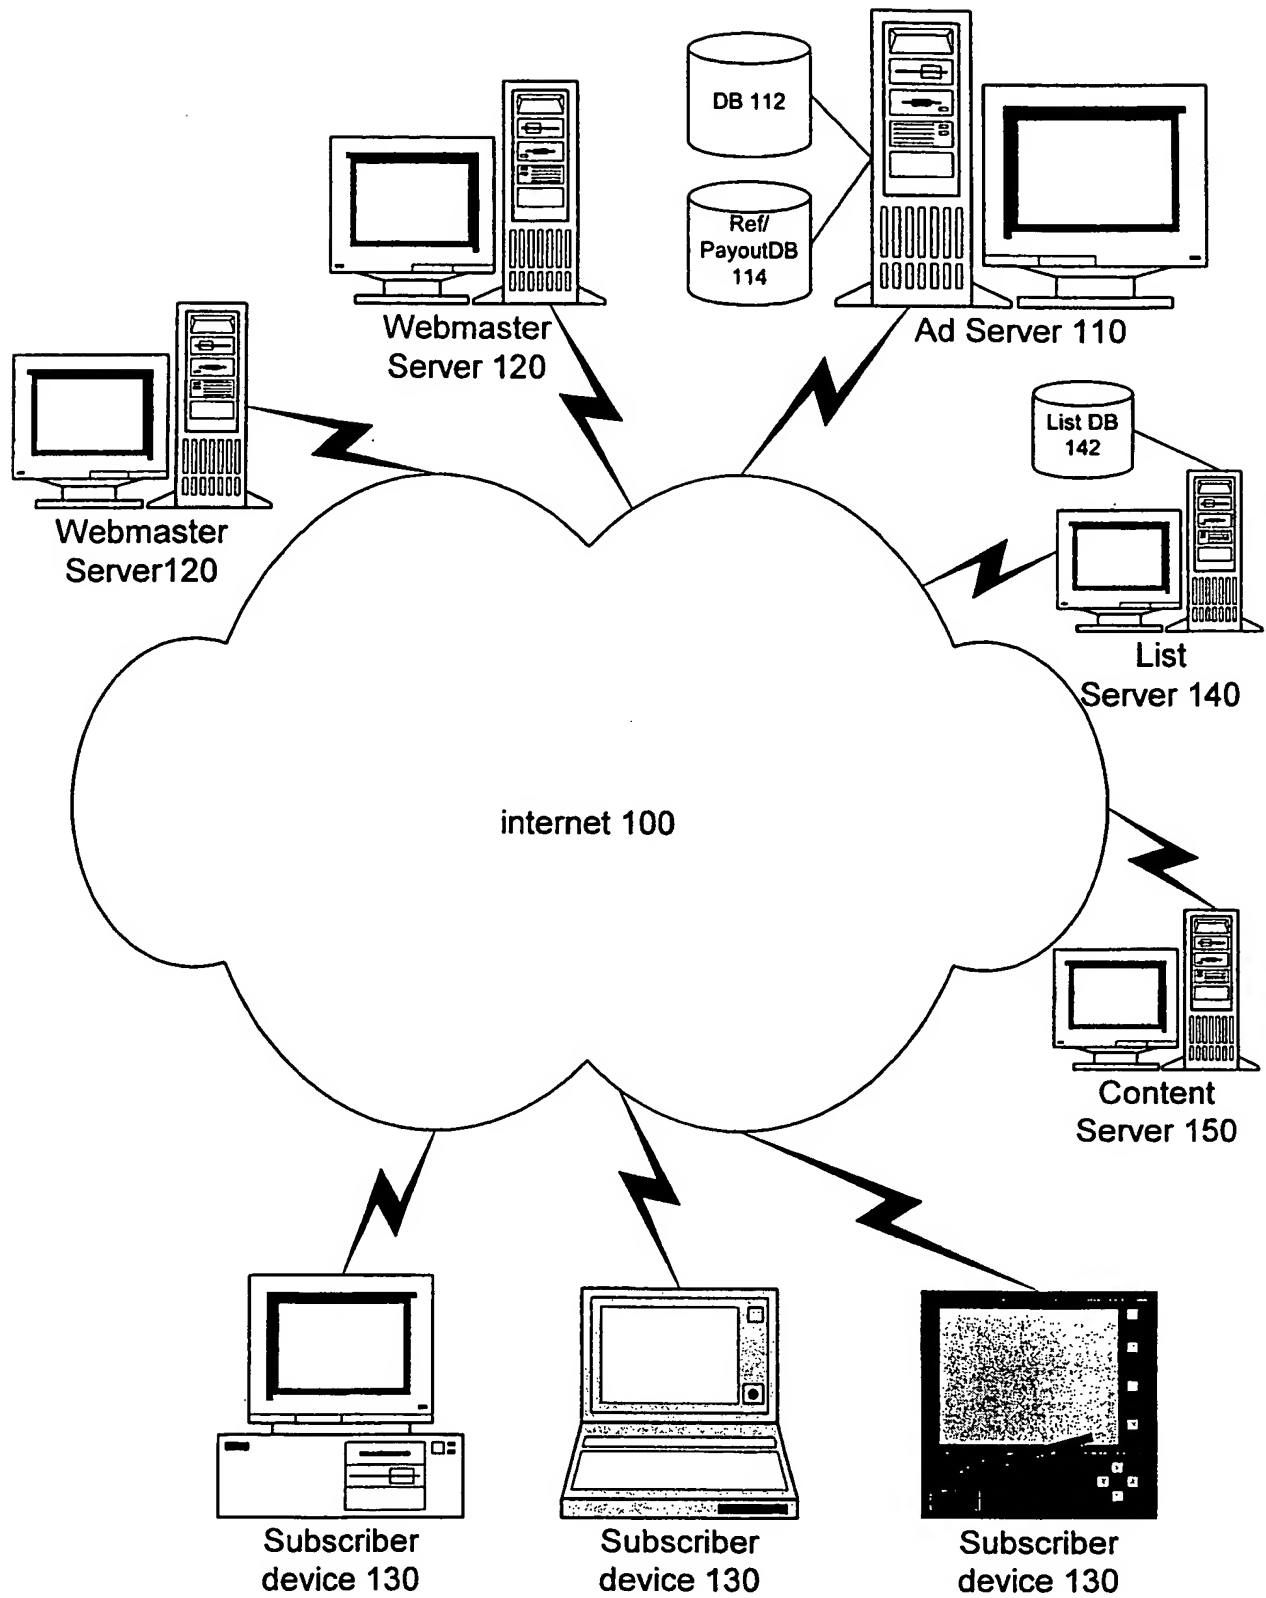 DB 112
Ref/
PayoutDB
114
Ad Server 110
Webmaster
Server 120
Webmaster
Server120
List DB
142
List
Server 140
internet 100
Content
Server 150
Subscriber
device 130
Subscriber
device 130
Subscriber
device 130